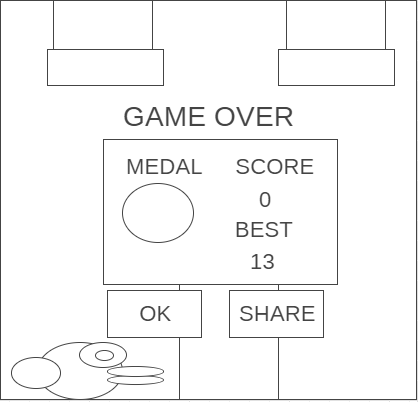 GAME OVER
MEDAL SCORE
0
BEST
13
OK SHARE